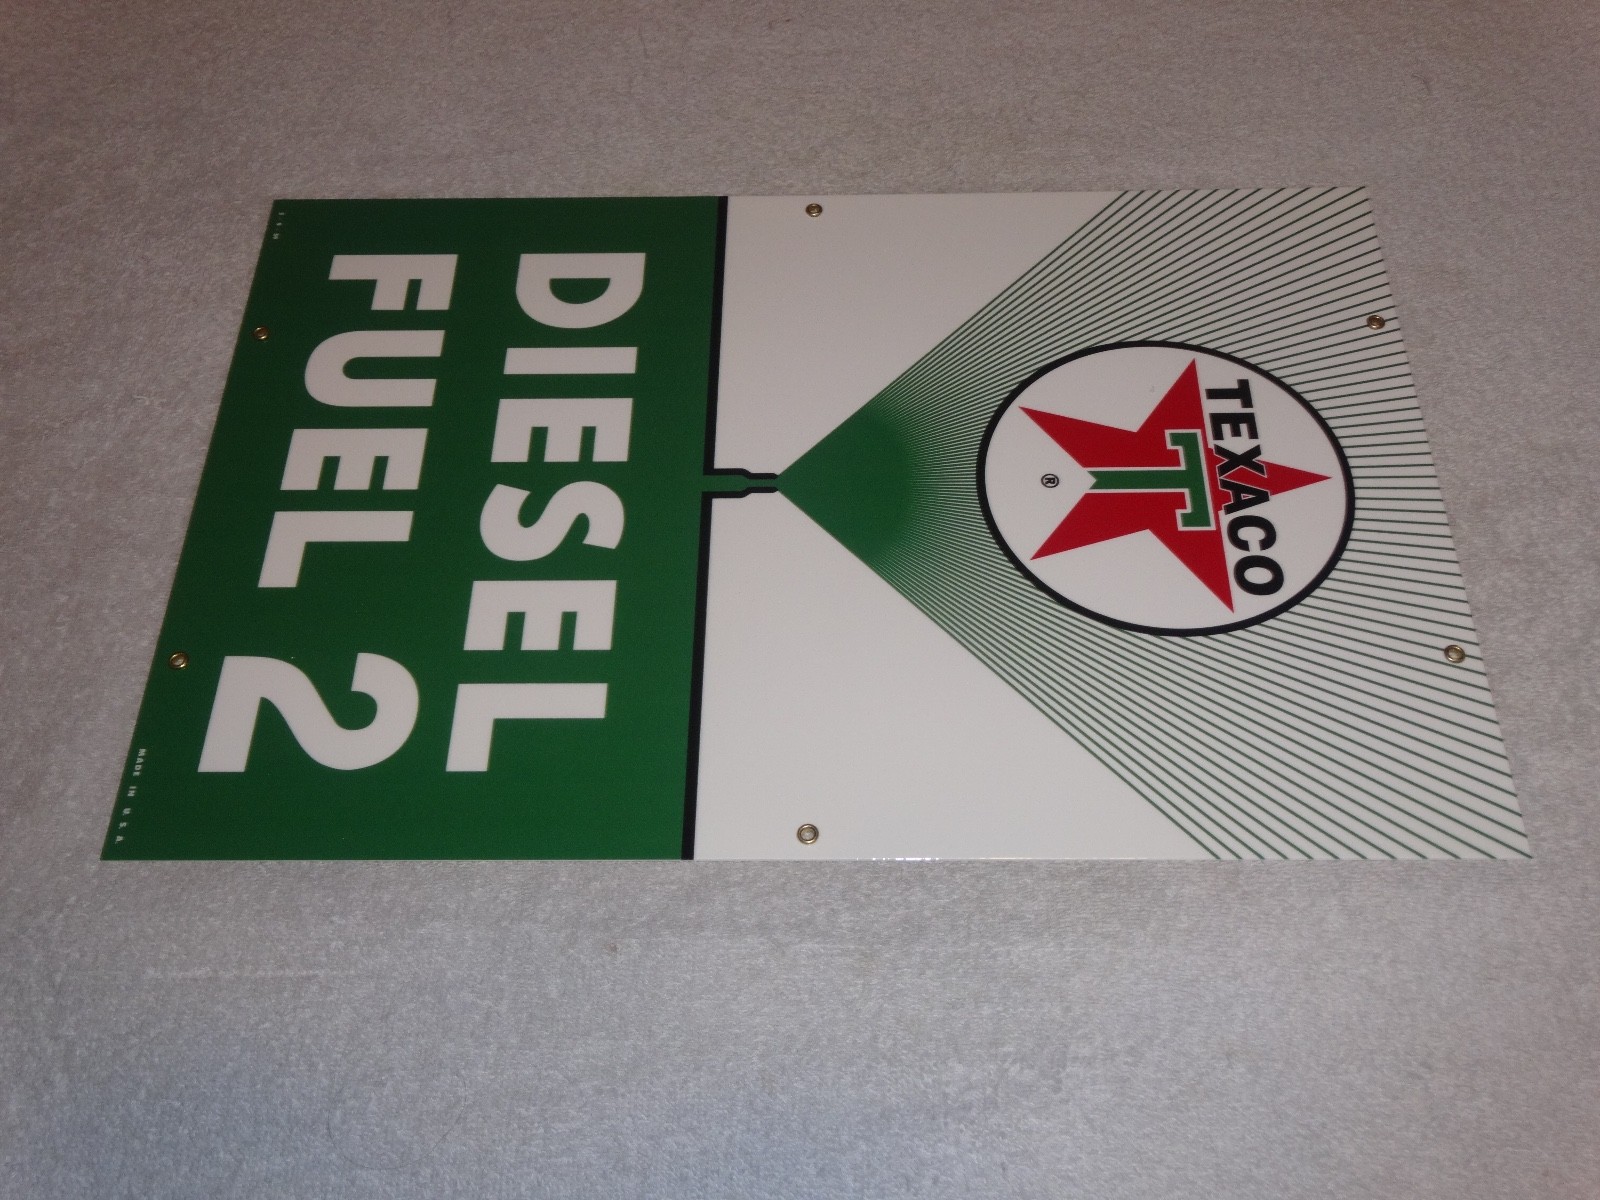 TEXACO
T
®
DIESEL
FUEL 2
MADE IN U.S.A.